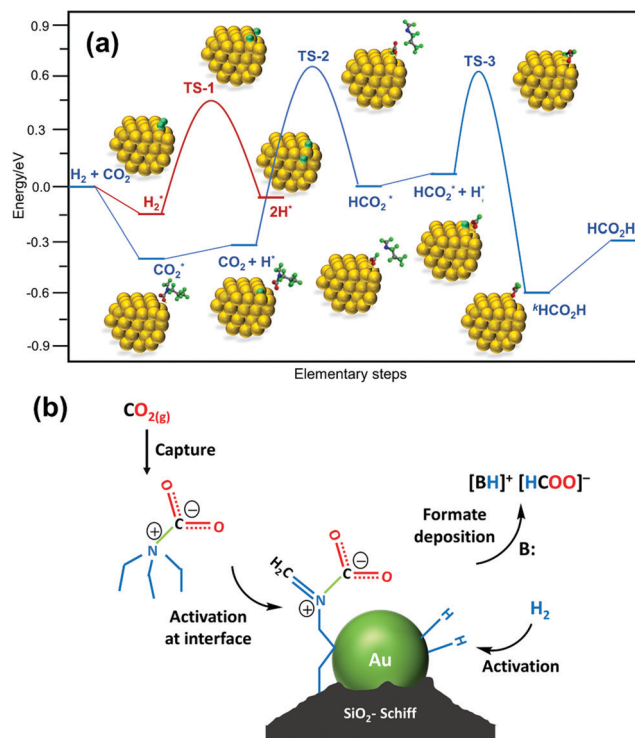 (a)
0.9
0.6
0.3
0.0
-0.3
-0.6
-0.9
Energy/eV
TS-1
TS-2
TS-3
H₂ + CO₂
H₂*
2H*
CO₂*
CO₂ + H*
HCO₂*
HCO₂* + H*
ᵏHCO₂H
HCO₂H
Elementary steps
(b)
CO₂(g)
Capture
O
C
⊖
O
⊕
N
Activation
at interface
H₂C
O
C
⊖
O
N
⊕
Au
SiO₂- Schiff
H
H
H₂
Activation
Formate
deposition
B:
[BH]⁺ [HCOO]⁻